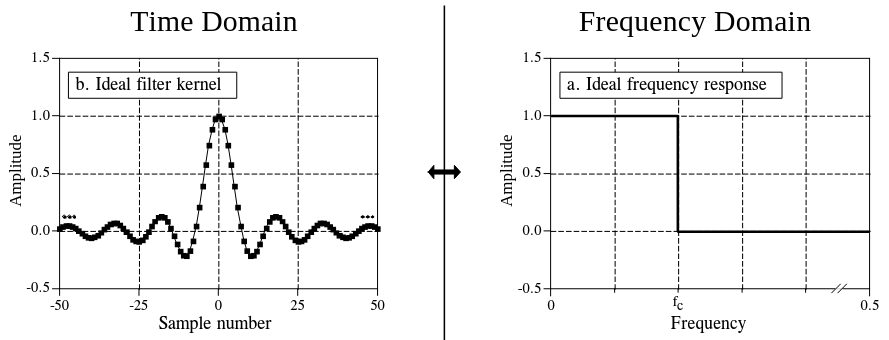 Time Domain
Frequency Domain
1.5
1.0
0.5
0.0
-0.5
Amplitude
b. Ideal filter kernel
-50
-25
0
25
50
Sample number
1.5
1.0
0.5
0.0
-0.5
Amplitude
a. Ideal frequency response
0
fc
0.5
Frequency